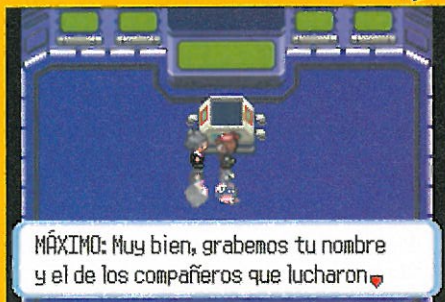 MÁXIMO: Muy bien, grabemos tu nombre
y el de los compañeros que lucharon